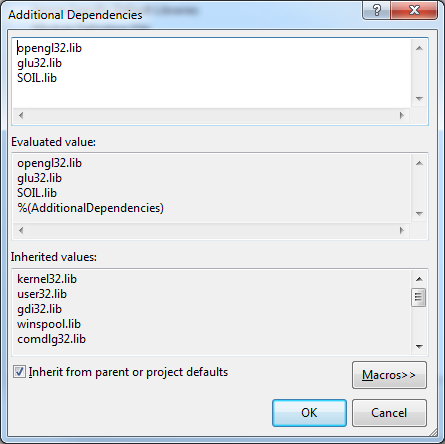 Additional Dependencies
?
opengl32.lib
glu32.lib
SOIL.lib
Evaluated value:
opengl32.lib
glu32.lib
SOIL.lib
%(AdditionalDependencies)
Inherited values:
kernel32.lib
user32.lib
gdi32.lib
winspool.lib
comdlg32.lib
Inherit from parent or project defaults
Macros>>
OK
Cancel